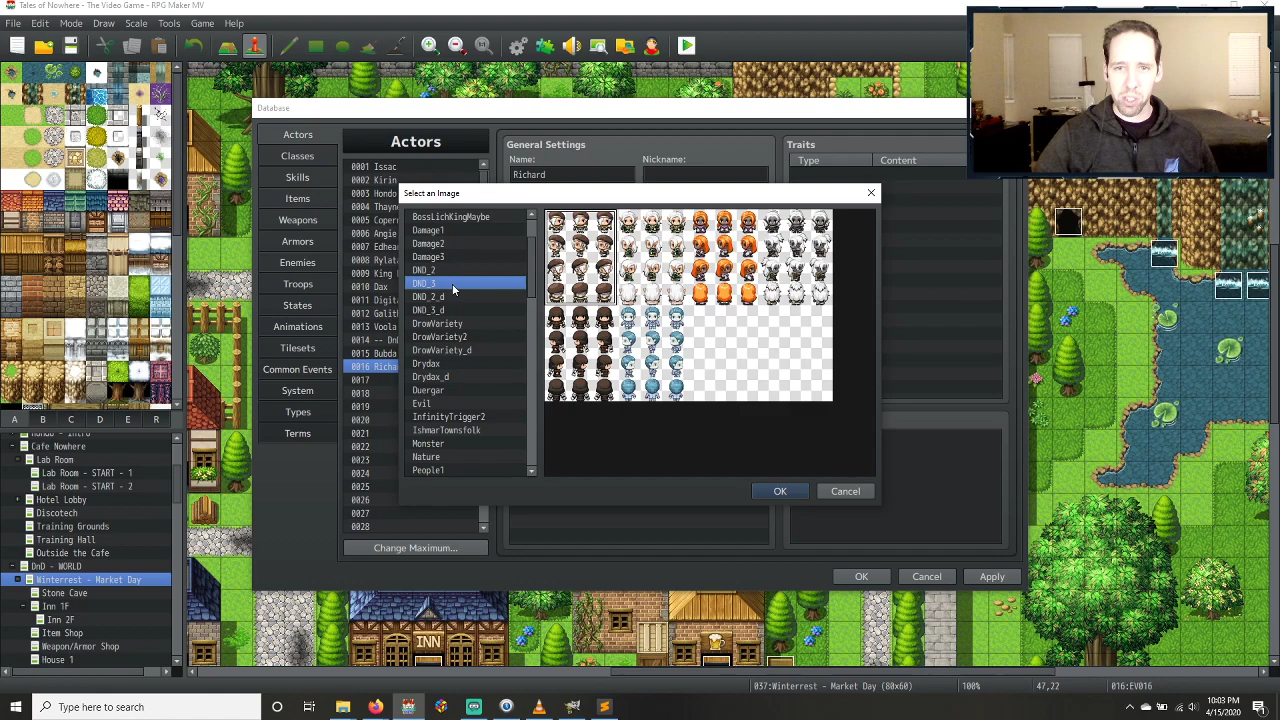 Tales of Nowhere - The Video Game - RPG Maker MV
File Edit Mode Draw Scale Tools Game Help
Database
Actors
Classes
Skills
Items
Weapons
Armors
Enemies
Troops
States
Animations
Tilesets
Common Events
System
Types
Terms
Actors
0001 Issac
0002 Kirin
0003 Hondo
0004 Thayn
0005 Coper
0006 Angie
0007 Edhea
0008 Rylat
0009 King
0010 Dax
0011 Digit
0012 Galit
0013 Voola
0014 -- Dn
0015 Bubda
0016 Richa
0017
0018
0019
0020
0021
0022
0023
0024
0025
0026
0027
0028
Change Maximum...
General Settings
Name:
Nickname:
Richard
Traits
Type
Content
Select an Image
BossLichKingMaybe
Damage1
Damage2
Damage3
DND_2
DND_3
DND_2_d
DND_3_d
DrowVariety
DrowVariety2
DrowVariety_d
Drydax
Drydax_d
Duergar
Evil
InfinityTrigger2
IshmarTownsfolk
Monster
Nature
People1
OK
Cancel
OK
Cancel
Apply
A B C D E R
Hondo - Intro
Cafe Nowhere
Lab Room
Lab Room - START - 1
Lab Room - START - 2
Hotel Lobby
Discotech
Training Grounds
Training Hall
Outside the Cafe
DnD - WORLD
Winterrest - Market Day
Stone Cave
Inn 1F
Inn 2F
Item Shop
Weapon/Armor Shop
House 1
INN
037:Winterrest - Market Day (80x60)
100%
47,22
016:EV016
Type here to search
10:03 PM
4/15/2020